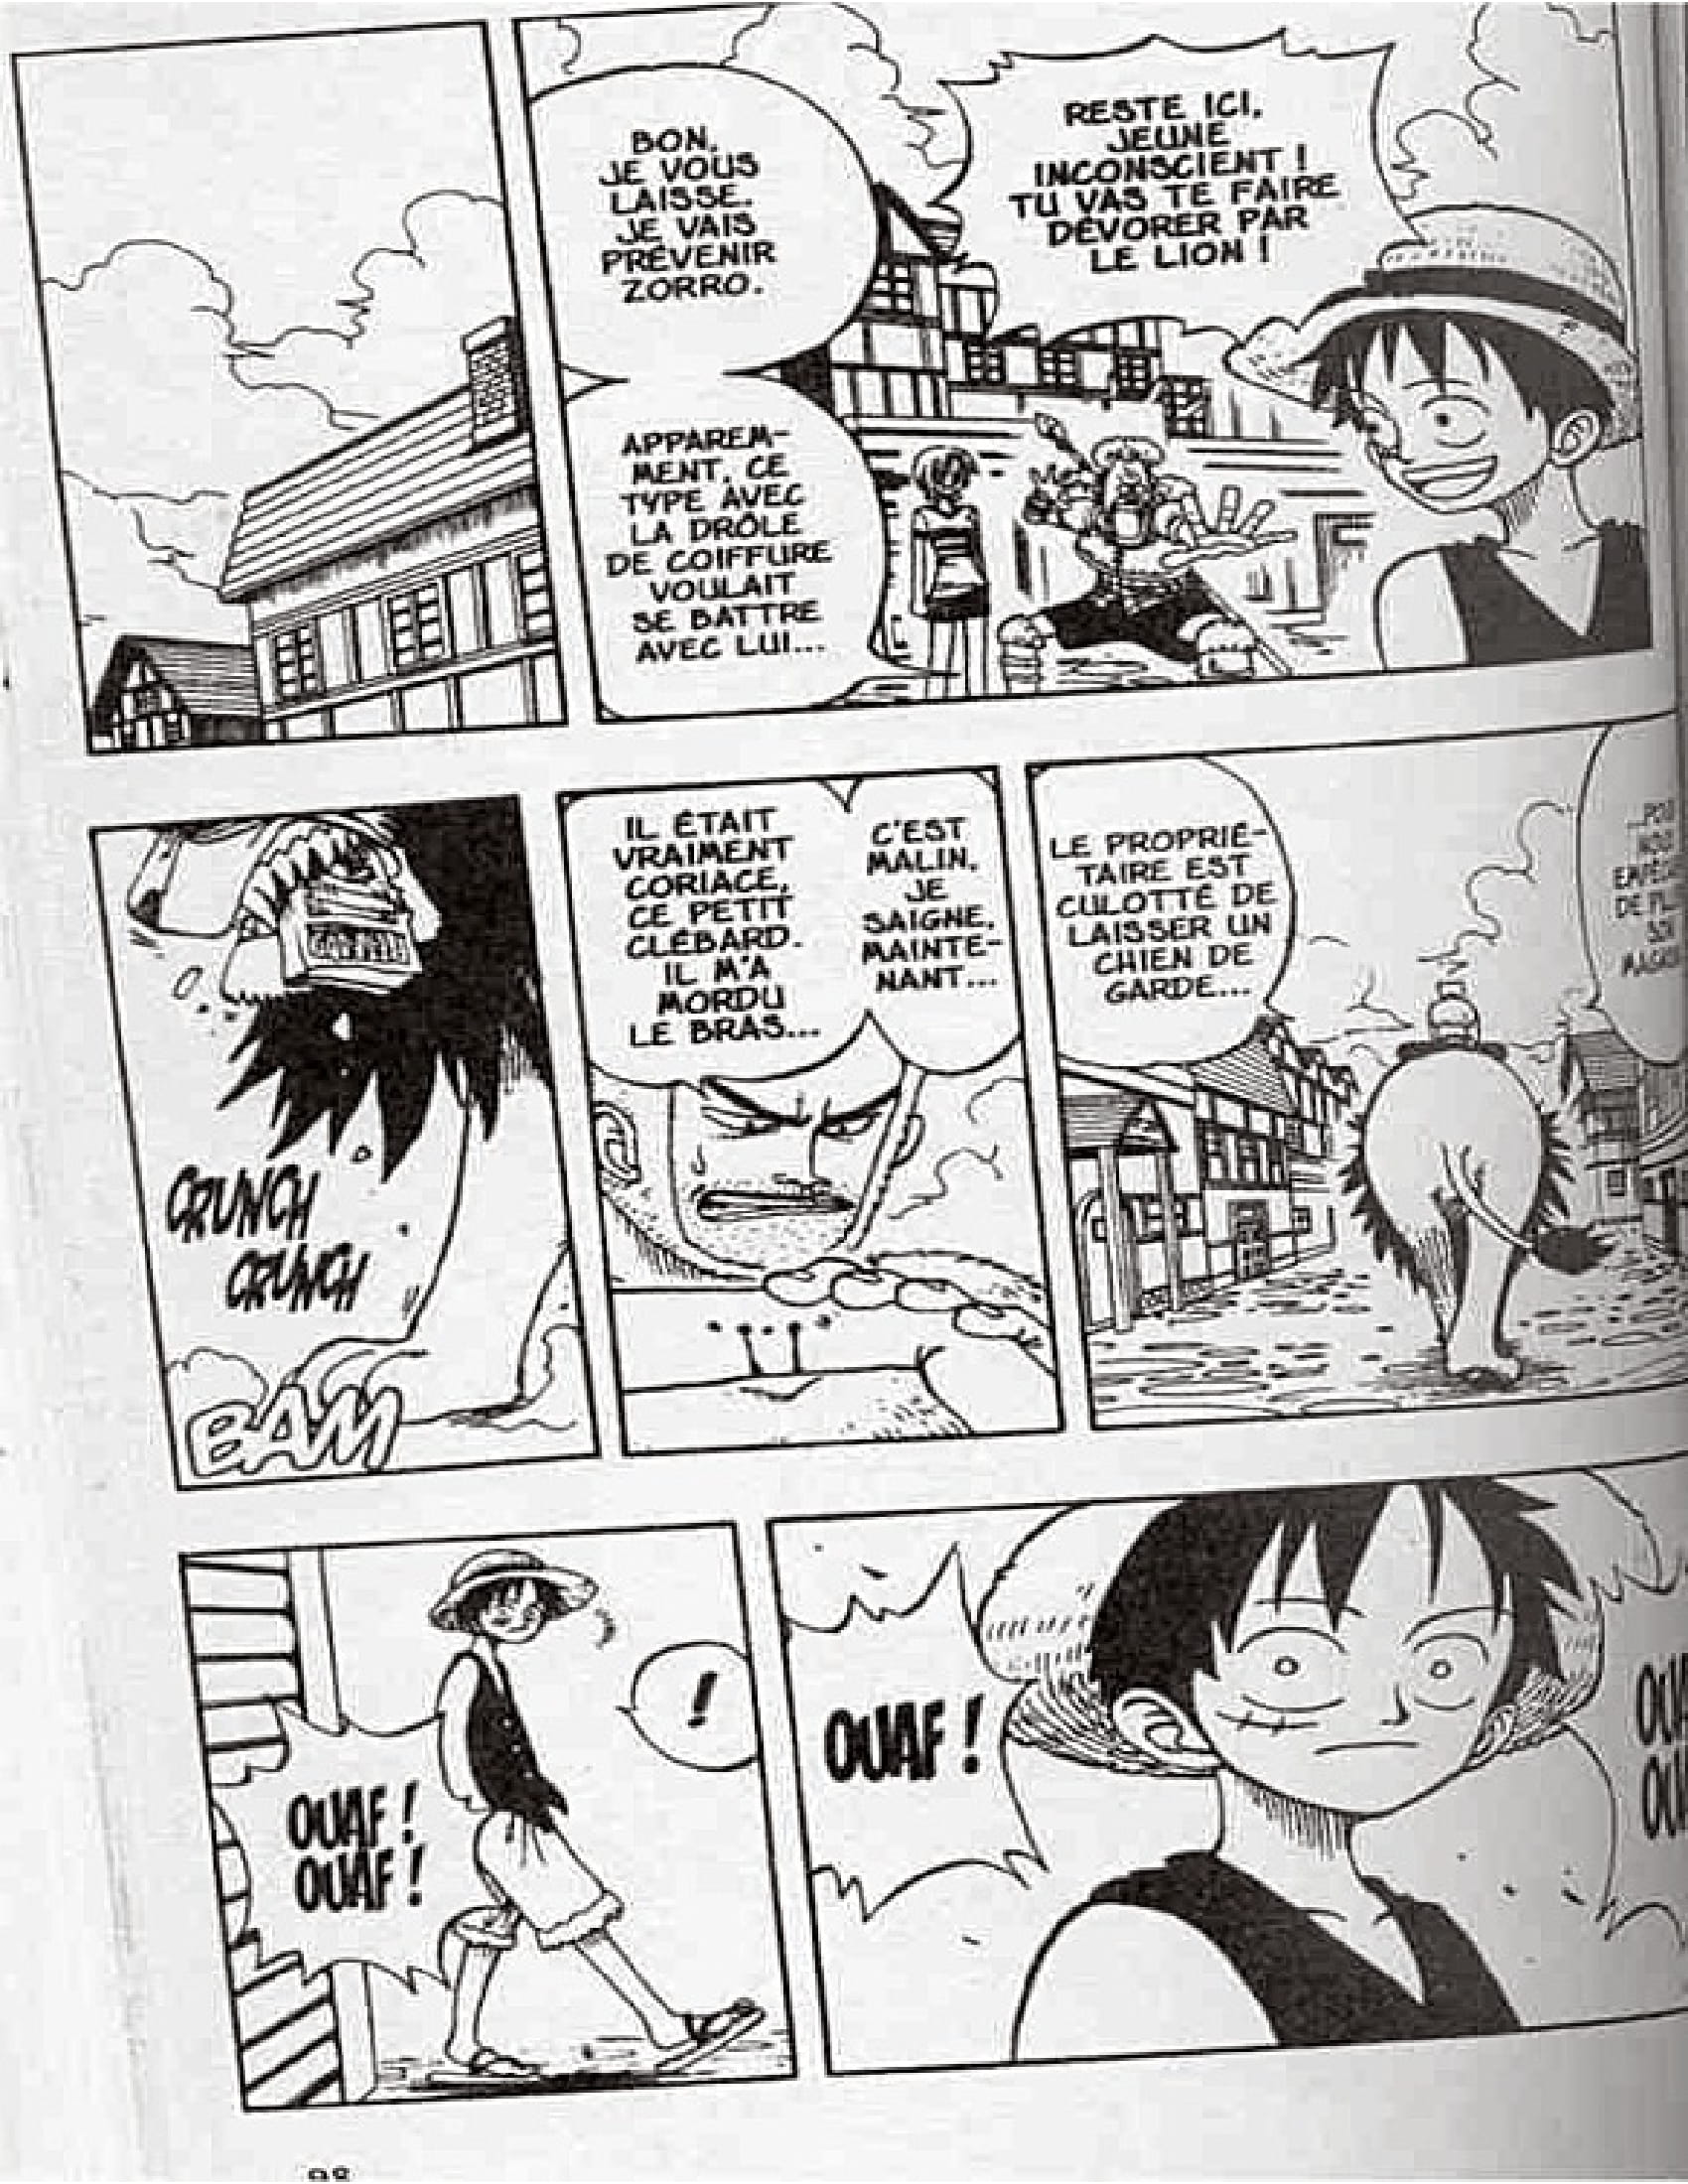 BON,
JE VOUS
LAISSE.
JE VAIS
PRÉVENIR
ZORRO.
APPAREM-
MENT, CE
TYPE AVEC
LA DRÔLE
DE COIFFURE
VOULAIT
SE BATTRE
AVEC LUI...
RESTE ICI,
JEUNE
INCONSCIENT !
TU VAS TE FAIRE
DÉVORER PAR
LE LION !
CRUNCH
CRUNCH
BAM
IL ÉTAIT
VRAIMENT
CORIACE,
CE PETIT
CLÉBARD.
IL M'A
MORDU
LE BRAS...
C'EST
MALIN,
JE
SAIGNE,
MAINTE-
NANT...
LE PROPRIÉ-
TAIRE EST
CULOTTÉ DE
LAISSER UN
CHIEN DE
GARDE...
DE
OUAF !
OUAF !
!
OUAF !
98